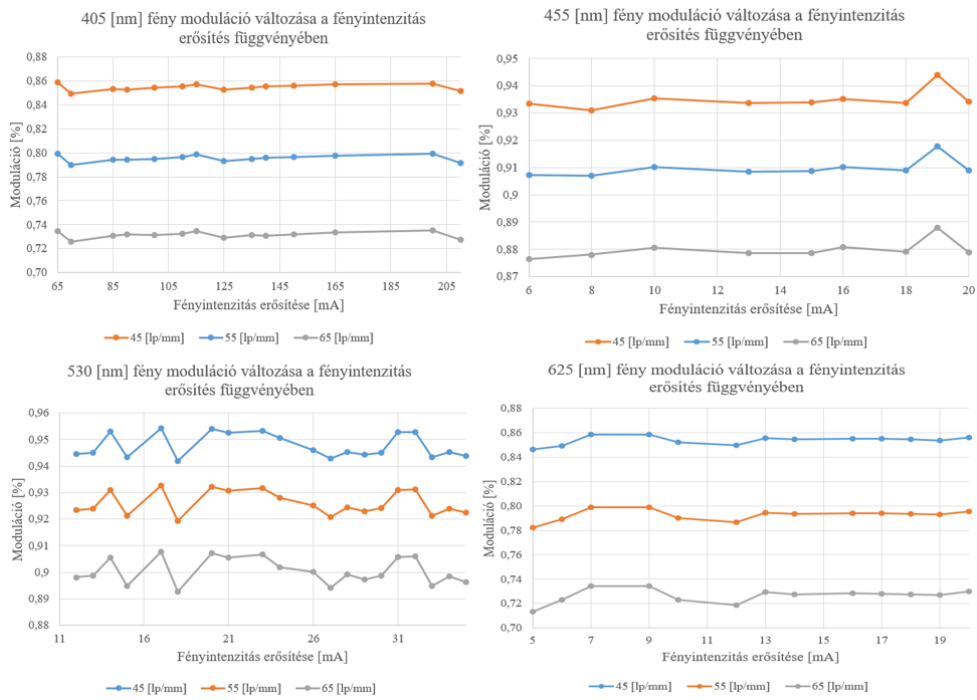 405 [nm] fény moduláció változása a fényintenzitás
erősítés függvényében
Moduláció [%]
0,88
0,86
0,84
0,82
0,80
0,78
0,76
0,74
0,72
0,70
65 85 105 125 145 165 185 205
Fényintenzitás erősítése [mA]
45 [lp/mm] 55 [lp/mm] 65 [lp/mm]
455 [nm] fény moduláció változása a fényintenzitás
erősítés függvényében
Moduláció [%]
0,95
0,94
0,93
0,92
0,91
0,9
0,89
0,88
0,87
6 8 10 12 14 16 18 20
Fényintenzitás erősítése [mA]
45 [lp/mm] 55 [lp/mm] 65 [lp/mm]
530 [nm] fény moduláció változása a fényintenzitás
erősítés függvényében
Moduláció [%]
0,96
0,95
0,94
0,93
0,92
0,91
0,9
0,89
0,88
11 16 21 26 31
Fényintenzitás erősítése [mA]
45 [lp/mm] 55 [lp/mm] 65 [lp/mm]
625 [nm] fény moduláció változása a fényintenzitás
erősítés függvényében
Moduláció [%]
0,88
0,86
0,84
0,82
0,80
0,78
0,76
0,74
0,72
0,70
5 7 9 11 13 15 17 19
Fényintenzitás erősítése [mA]
45 [lp/mm] 55 [lp/mm] 65 [lp/mm]